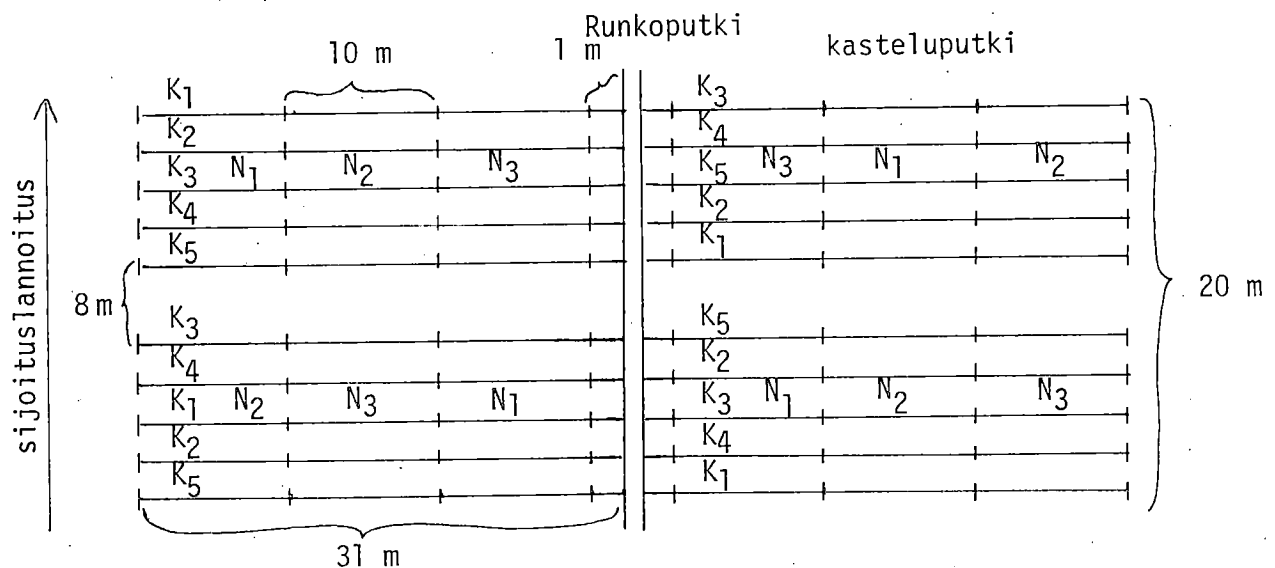 Runkoputki
10 m 1 m kasteluputki
K1 K3
K2 K4
K3 N1 N2 N3 K5 N3 N1 N2
K4 K2
K5 K1
8 m 20 m
K3 K5
K4 K2
K1 N2 N3 N1 K3 N1 N2 N3
K2 K4
K5 K1
31 m
sijoituslannoitus